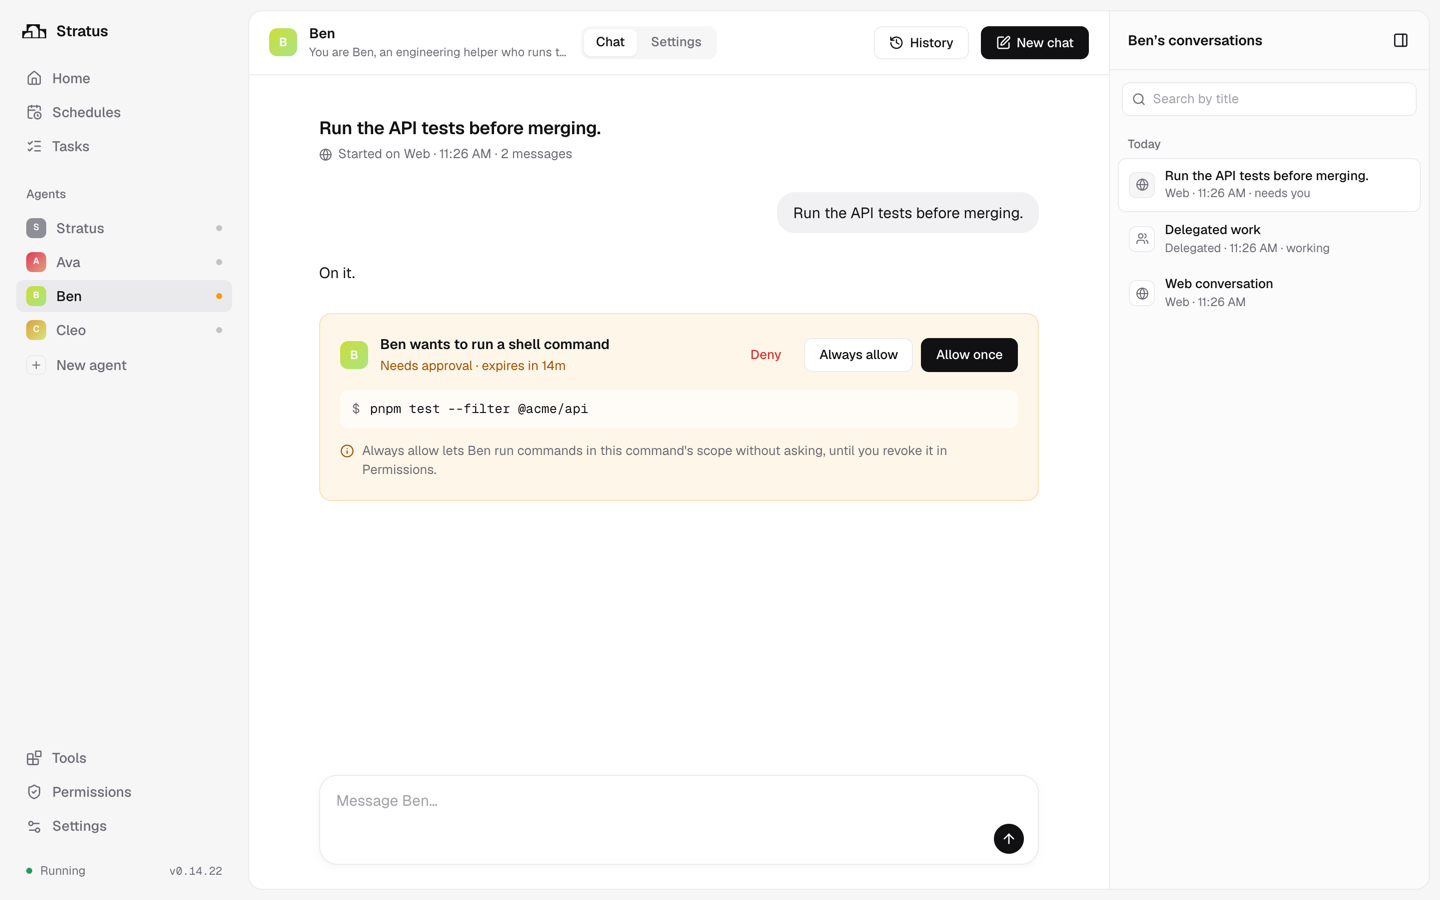 Stratus
Home
Schedules
Tasks
Agents
S Stratus
A Ava
B Ben
C Cleo
New agent
Tools
Permissions
Settings
Running v0.14.22
B Ben
You are Ben, an engineering helper who runs t...
Chat Settings
History New chat
Run the API tests before merging.
Started on Web · 11:26 AM · 2 messages
Run the API tests before merging.
On it.
B Ben wants to run a shell command
Needs approval · expires in 14m
Deny Always allow Allow once
$ pnpm test --filter @acme/api
Always allow lets Ben run commands in this command's scope without asking, until you revoke it in
Permissions.
Message Ben...
Ben's conversations
Search by title
Today
Run the API tests before merging.
Web · 11:26 AM · needs you
Delegated work
Delegated · 11:26 AM · working
Web conversation
Web · 11:26 AM